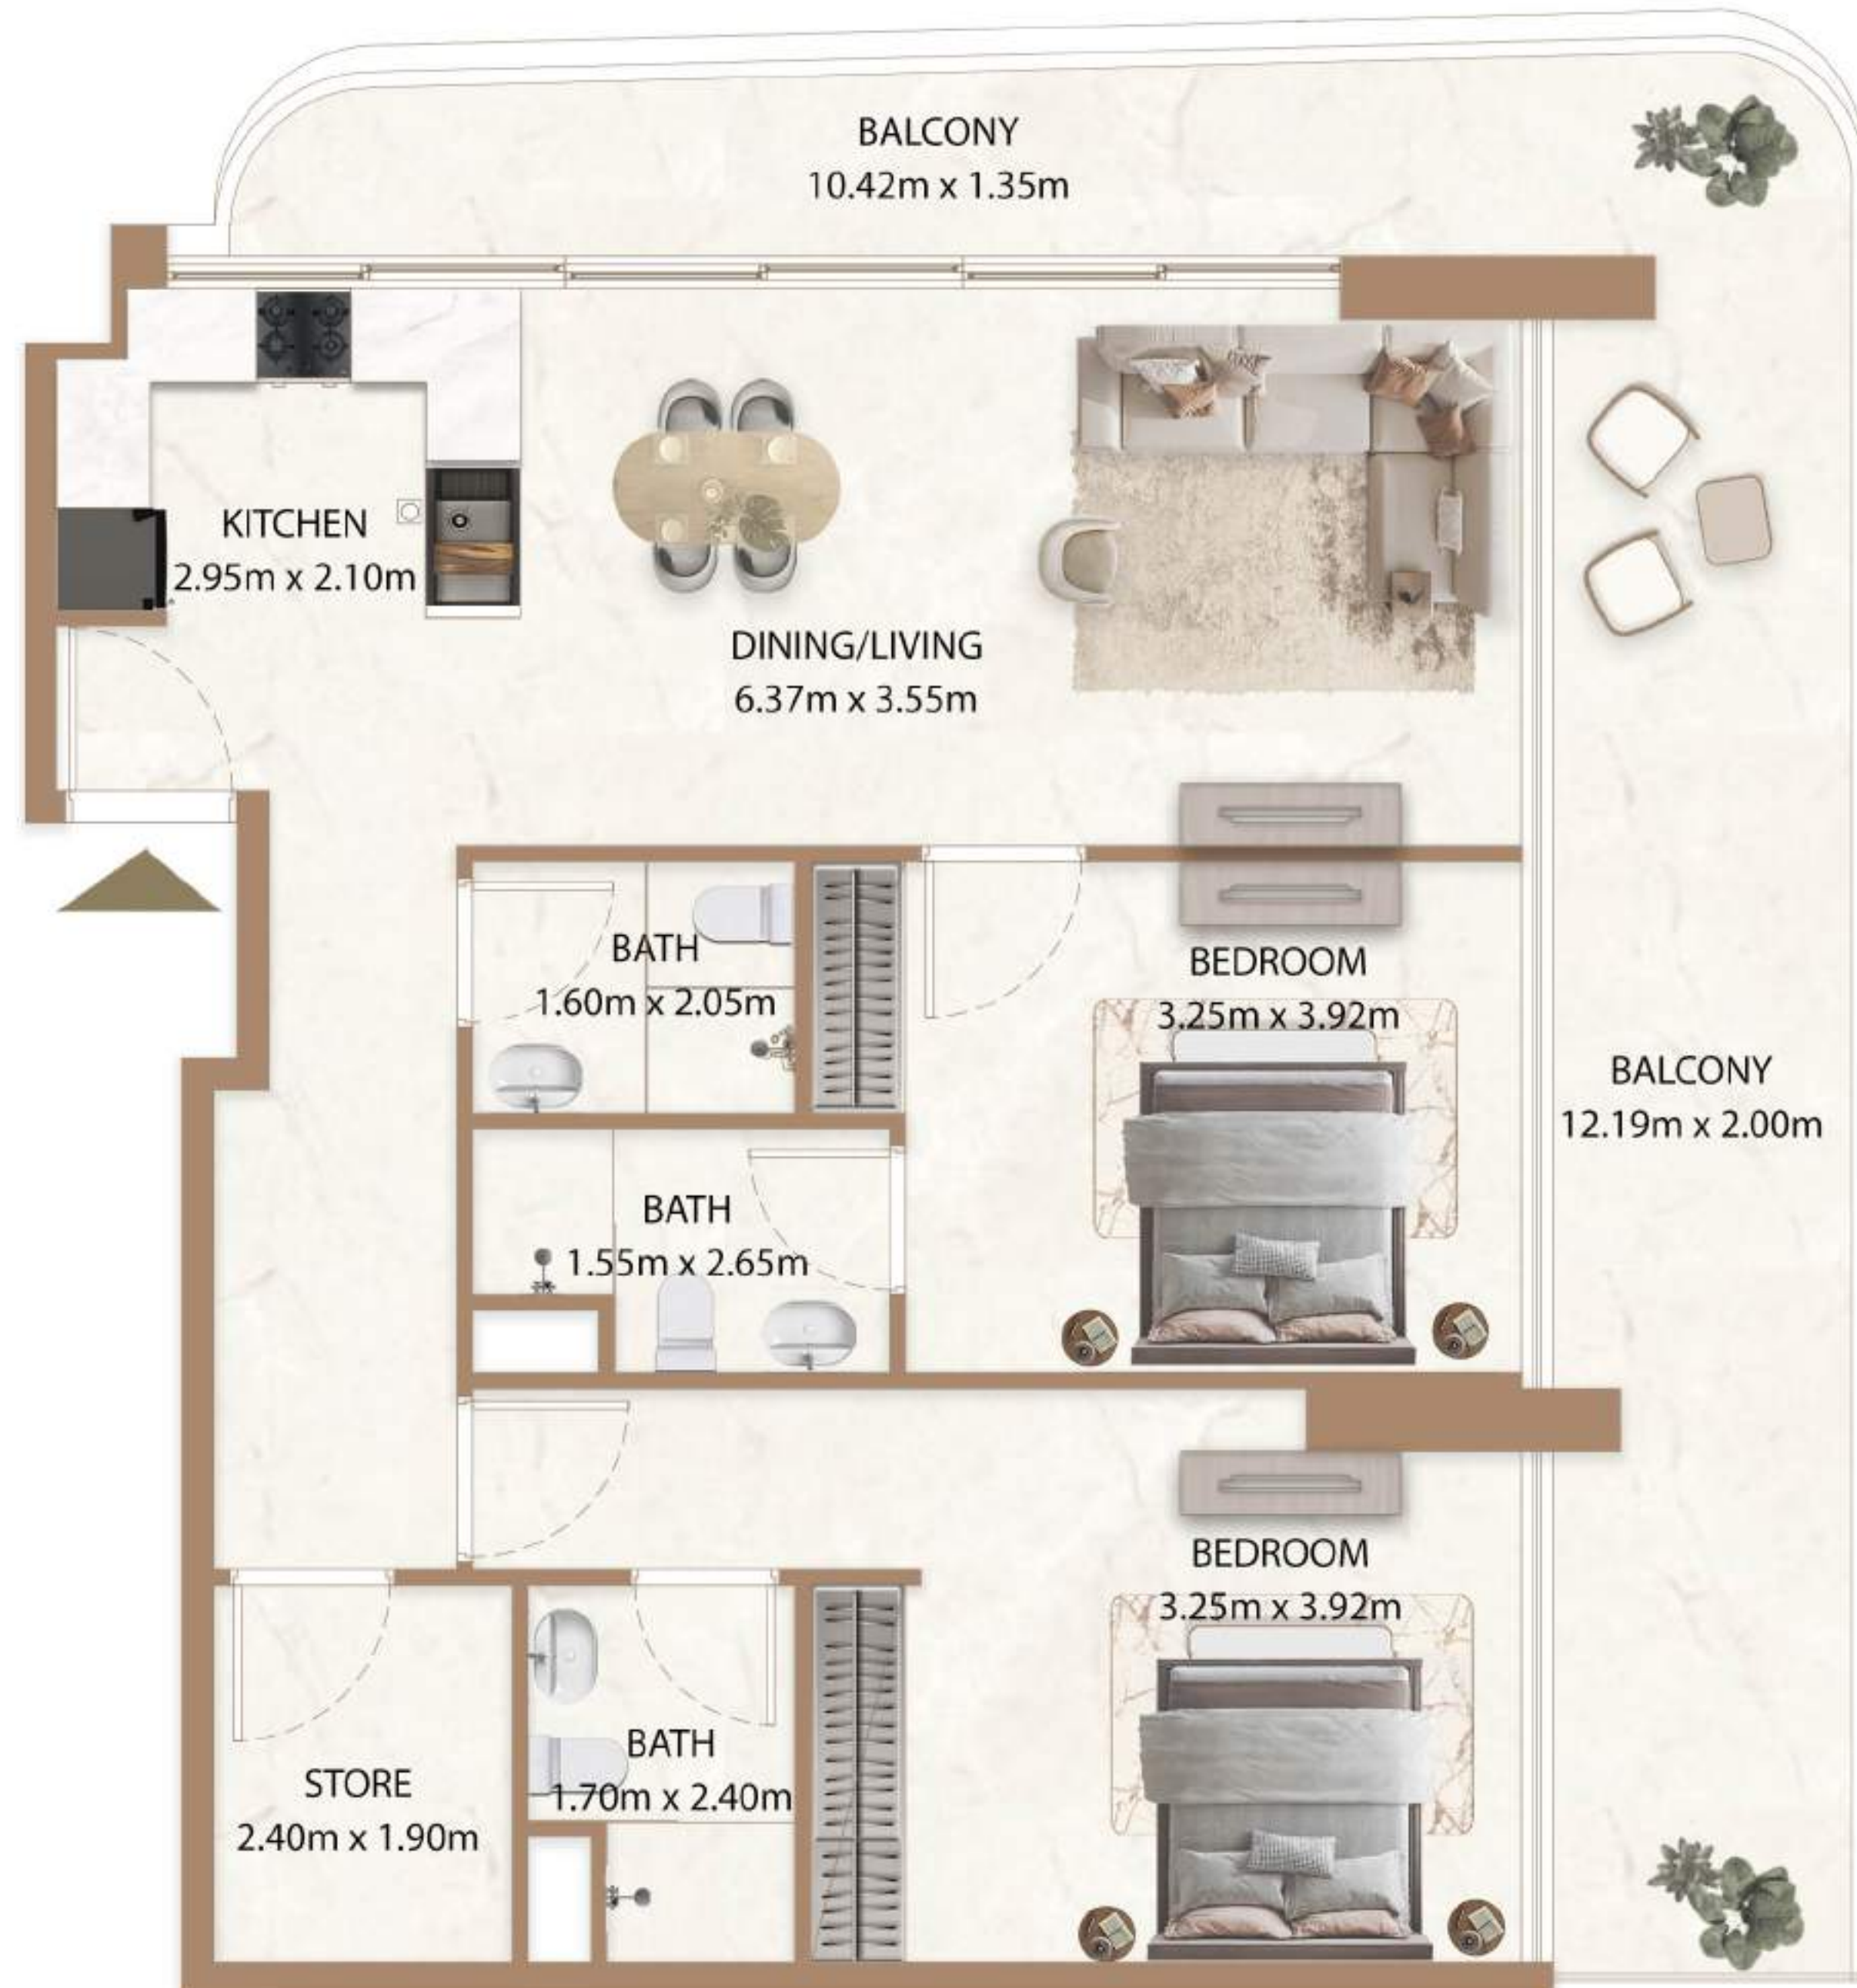 BALCONY
10.42m x 1.35m
KITCHEN
2.95m x 2.10m
DINING/LIVING
6.37m x 3.55m
BATH
1.60m x 2.05m
BEDROOM
3.25m x 3.92m
BALCONY
12.19m x 2.00m
BATH
1.55m x 2.65m
BEDROOM
3.25m x 3.92m
BATH
1.70m x 2.40m
STORE
2.40m x 1.90m